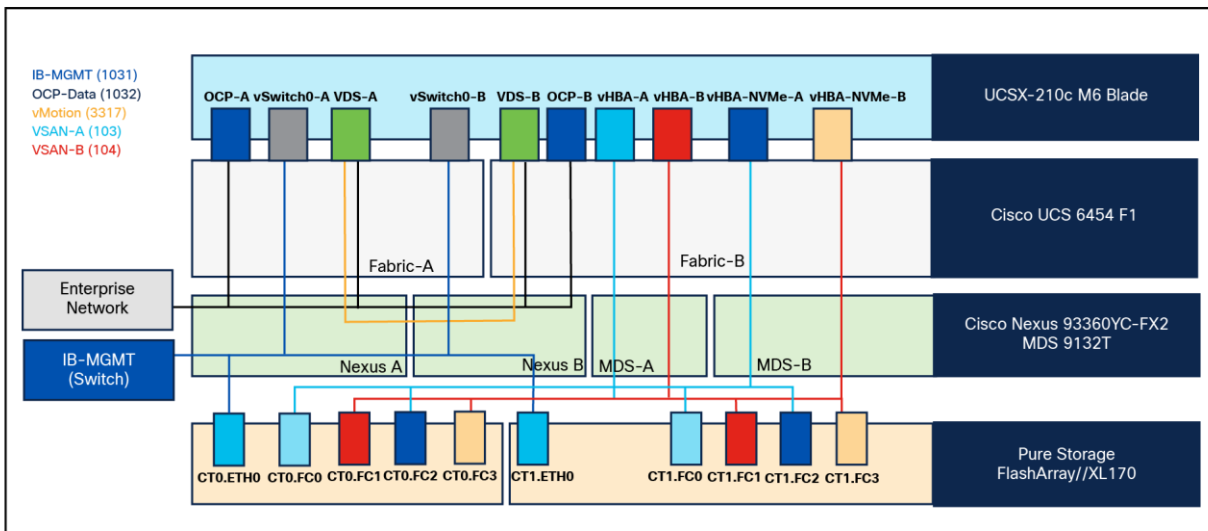 IB-MGMT (1031)
OCP-Data (1032)
vMotion (3317)
VSAN-A (103)
VSAN-B (104)
OCP-A vSwitch0-A VDS-A vSwitch0-B VDS-B OCP-B vHBA-A vHBA-B vHBA-NVMe-A vHBA-NVMe-B
UCSX-210c M6 Blade
Cisco UCS 6454 F1
Fabric-A
Fabric-B
Enterprise
Network
IB-MGMT
(Switch)
Nexus A
Nexus B
MDS-A
MDS-B
Cisco Nexus 93360YC-FX2
MDS 9132T
CT0.ETH0 CT0.FC0 CT0.FC1 CT0.FC2 CT0.FC3 CT1.ETH0 CT1.FC0 CT1.FC1 CT1.FC2 CT1.FC3
Pure Storage
FlashArray//XL170